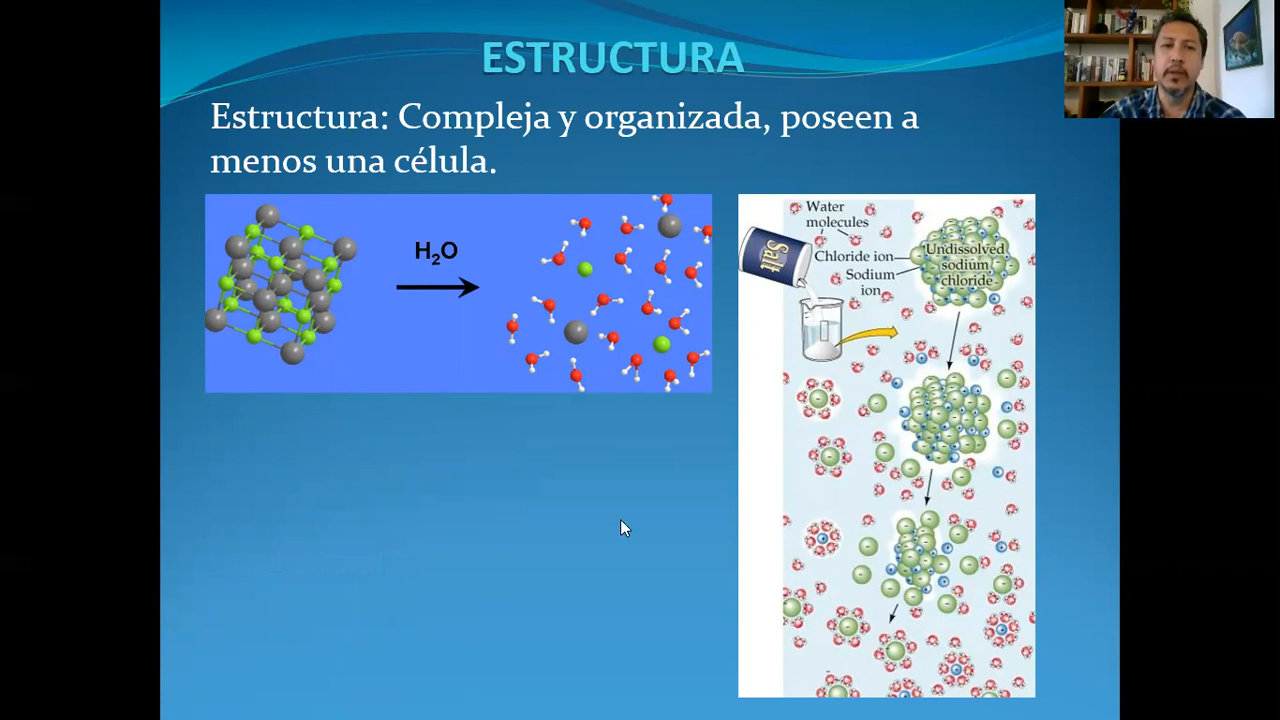 ESTRUCTURA
Estructura: Compleja y organizada, poseen a
menos una célula.
H₂O
Water
molecules
Chloride ion
Sodium
ion
Undissolved
sodium
chloride
Salt